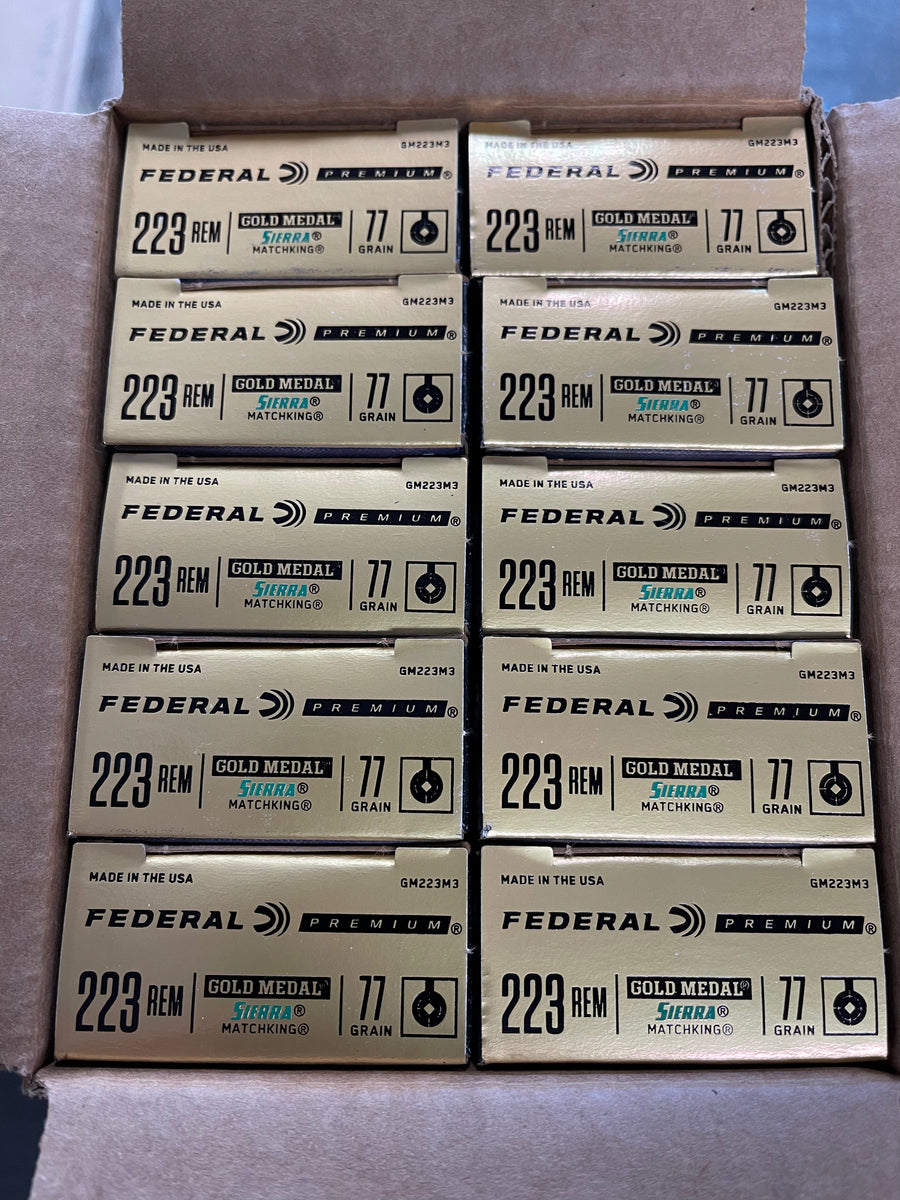 MADE IN THE USA GM223M3
FEDERAL PREMIUM®
223 REM GOLD MEDAL® 77
SIERRA®
MATCHKING® GRAIN
MADE IN THE USA GM223M3
FEDERAL PREMIUM®
223 REM GOLD MEDAL® 77
SIERRA®
MATCHKING® GRAIN
MADE IN THE USA GM223M3
FEDERAL PREMIUM®
223 REM GOLD MEDAL® 77
SIERRA®
MATCHKING® GRAIN
MADE IN THE USA GM223M3
FEDERAL PREMIUM®
223 REM GOLD MEDAL® 77
SIERRA®
MATCHKING® GRAIN
MADE IN THE USA GM223M3
FEDERAL PREMIUM®
223 REM GOLD MEDAL® 77
SIERRA®
MATCHKING® GRAIN
MADE IN THE USA GM223M3
FEDERAL PREMIUM®
223 REM GOLD MEDAL® 77
SIERRA®
MATCHKING® GRAIN
MADE IN THE USA GM223M3
FEDERAL PREMIUM®
223 REM GOLD MEDAL® 77
SIERRA®
MATCHKING® GRAIN
MADE IN THE USA GM223M3
FEDERAL PREMIUM®
223 REM GOLD MEDAL® 77
SIERRA®
MATCHKING® GRAIN
MADE IN THE USA GM223M3
FEDERAL PREMIUM®
223 REM GOLD MEDAL® 77
SIERRA®
MATCHKING® GRAIN
MADE IN THE USA GM223M3
FEDERAL PREMIUM®
223 REM GOLD MEDAL® 77
SIERRA®
MATCHKING® GRAIN